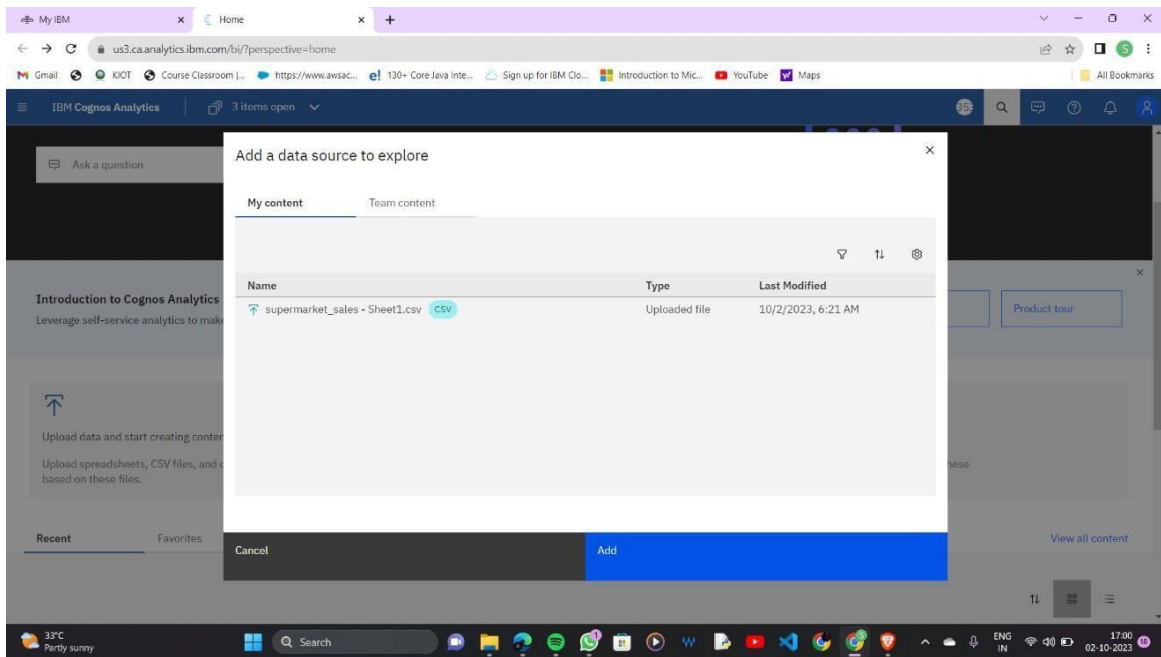 My IBM
Home
us3.ca.analytics.ibm.com/bi/?perspective=home
Gmail KIOT Course Classroom |... https://www.awsac... 130+ Core Java Inte... Sign up for IBM Clo... Introduction to Mic... YouTube Maps All Bookmarks
IBM Cognos Analytics 3 items open
Ask a question
Add a data source to explore
My content Team content
Name Type Last Modified
supermarket_sales - Sheet1.csv CSV Uploaded file 10/2/2023, 6:21 AM
Introduction to Cognos Analytics
Leverage self-service analytics to make
Product tour
Upload data and start creating conten
Upload spreadsheets, CSV files, and
based on these files.
Recent Favorites View all content
Cancel Add
33°C
Partly sunny
Search
ENG
IN
17:00
02-10-2023